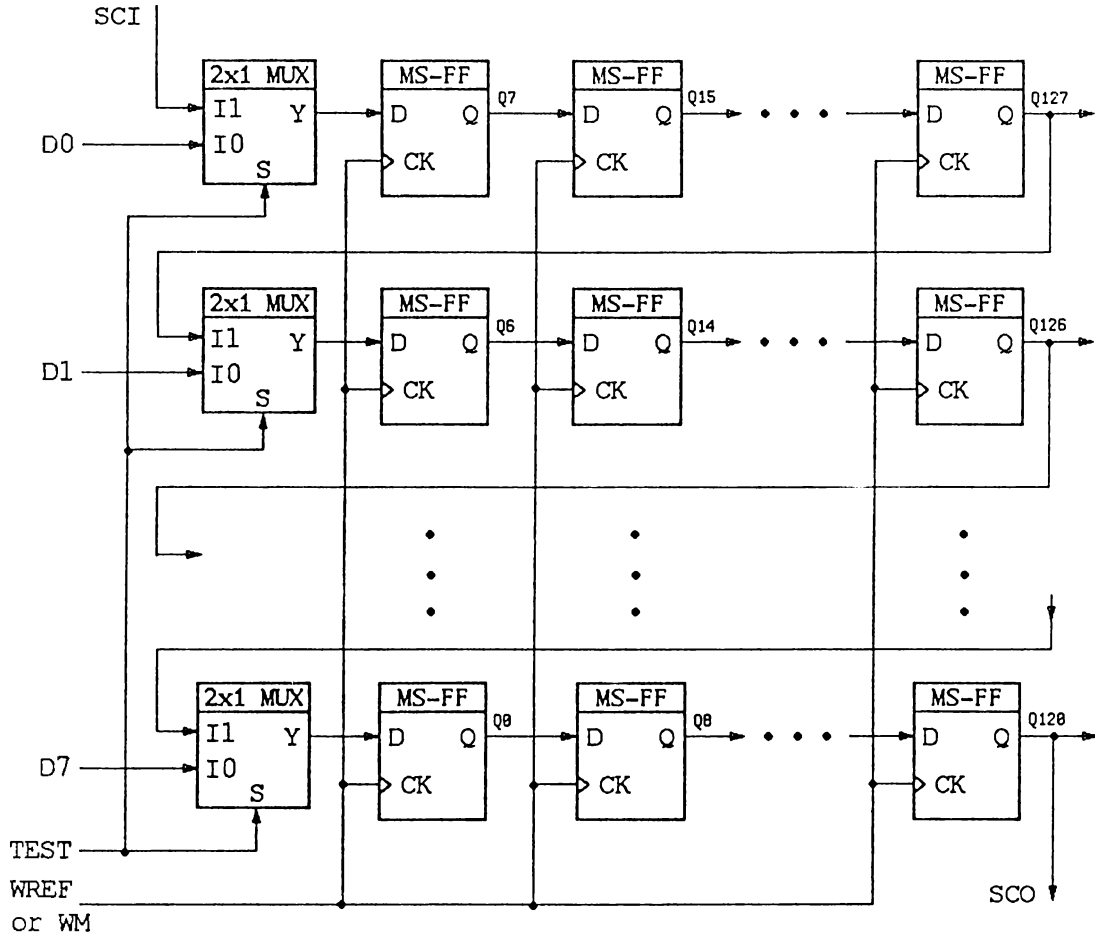 SCI
2x1 MUX MS-FF MS-FF MS-FF
I1 Y D Q Q7 D Q Q15 D Q Q127
D0 I0
S CK CK CK
2x1 MUX MS-FF MS-FF MS-FF
I1 Y D Q Q6 D Q Q14 D Q Q126
D1 I0
S CK CK CK
2x1 MUX MS-FF MS-FF MS-FF
I1 Y D Q Q0 D Q Q8 D Q Q120
D7 I0
S CK CK CK
TEST
WREF
or WM
SCO